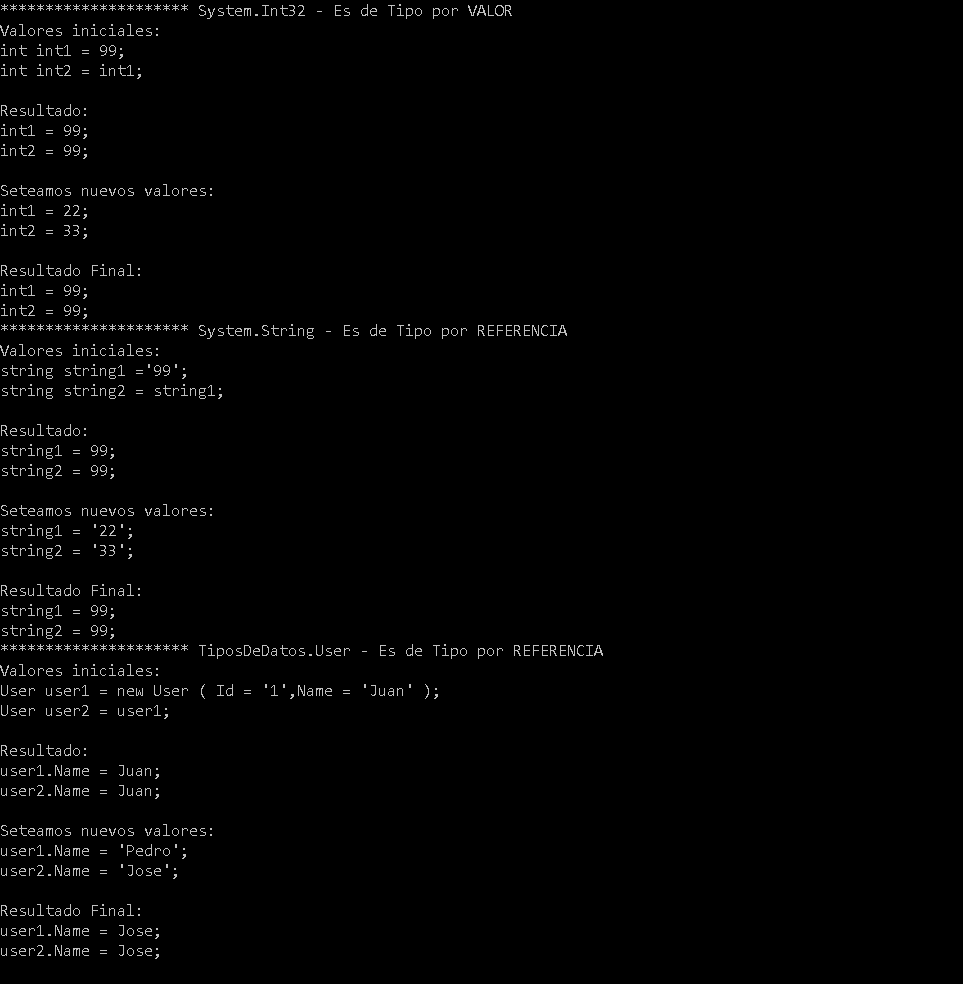 ********************* System.Int32 - Es de Tipo por VALOR
Valores iniciales:
int int1 = 99;
int int2 = int1;
Resultado:
int1 = 99;
int2 = 99;
Seteamos nuevos valores:
int1 = 22;
int2 = 33;
Resultado Final:
int1 = 99;
int2 = 99;
********************* System.String - Es de Tipo por REFERENCIA
Valores iniciales:
string string1 ='99';
string string2 = string1;
Resultado:
string1 = 99;
string2 = 99;
Seteamos nuevos valores:
string1 = '22';
string2 = '33';
Resultado Final:
string1 = 99;
string2 = 99;
********************* TiposDeDatos.User - Es de Tipo por REFERENCIA
Valores iniciales:
User user1 = new User ( Id = '1',Name = 'Juan' );
User user2 = user1;
Resultado:
user1.Name = Juan;
user2.Name = Juan;
Seteamos nuevos valores:
user1.Name = 'Pedro';
user2.Name = 'Jose';
Resultado Final:
user1.Name = Jose;
user2.Name = Jose;